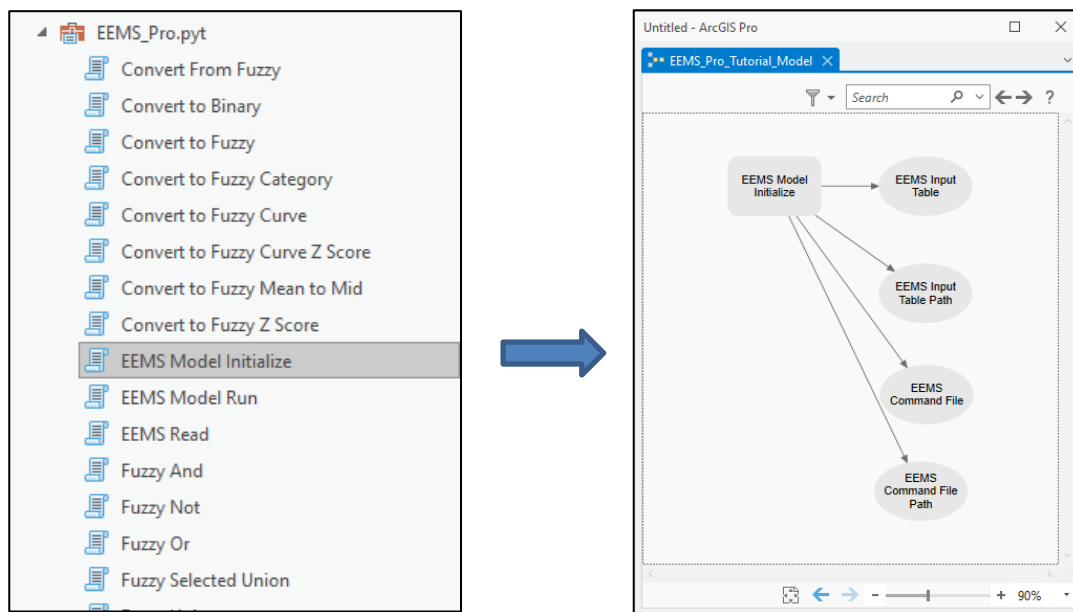 EEMS_Pro.pyt
Convert From Fuzzy
Convert to Binary
Convert to Fuzzy
Convert to Fuzzy Category
Convert to Fuzzy Curve
Convert to Fuzzy Curve Z Score
Convert to Fuzzy Mean to Mid
Convert to Fuzzy Z Score
EEMS Model Initialize
EEMS Model Run
EEMS Read
Fuzzy And
Fuzzy Not
Fuzzy Or
Fuzzy Selected Union
Untitled - ArcGIS Pro
EEMS_Pro_Tutorial_Model
Search
?
EEMS Model
Initialize
EEMS Input
Table
EEMS Input
Table Path
EEMS
Command File
EEMS
Command File
Path
- + 90%